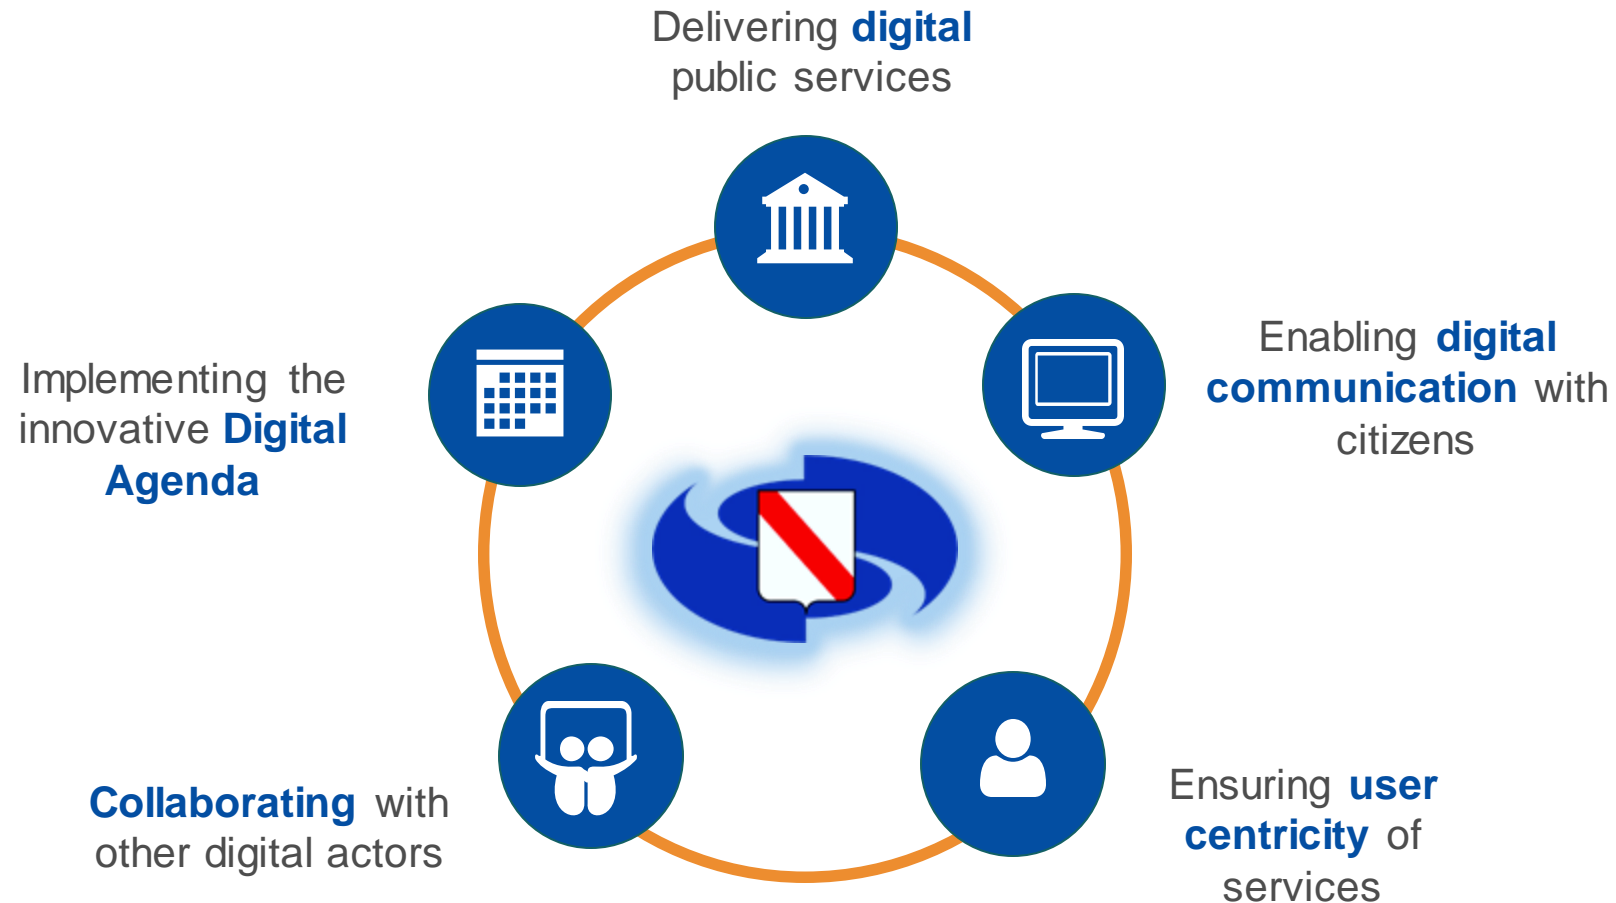 Delivering digital
public services
Enabling digital
communication with
citizens
Ensuring user
centricity of
services
Collaborating with
other digital actors
Implementing the
innovative Digital
Agenda